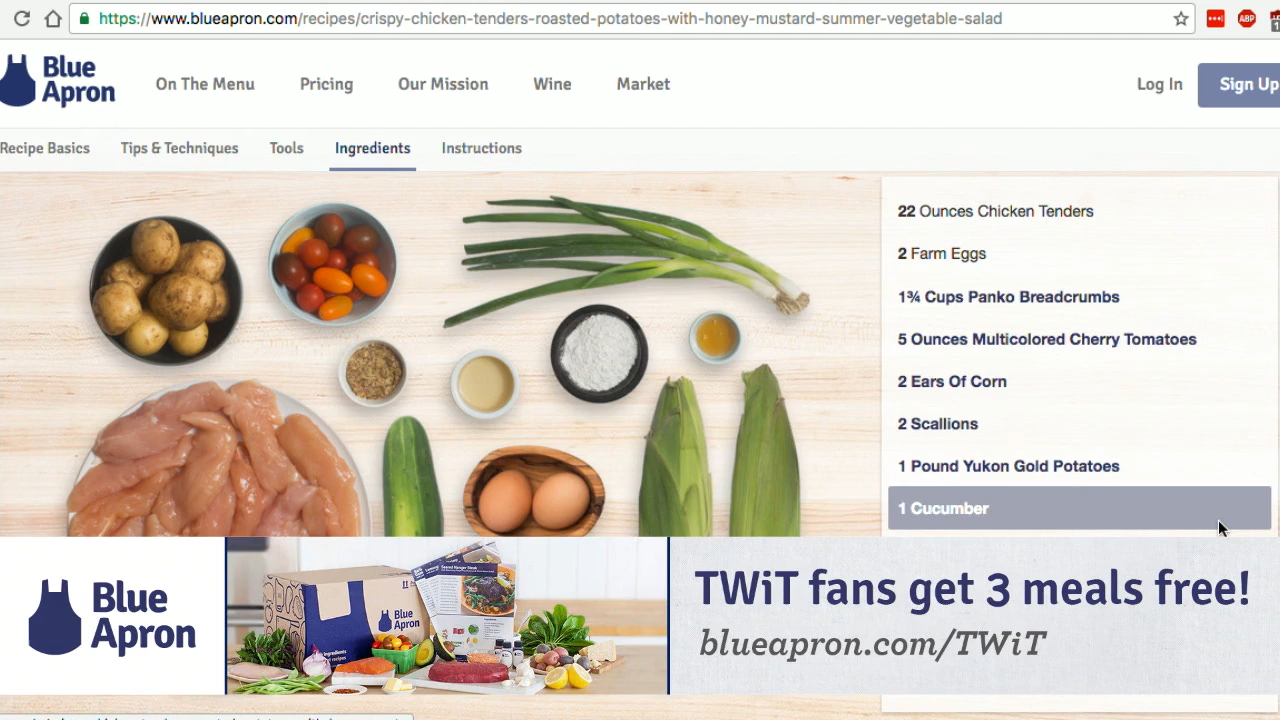 https://www.blueapron.com/recipes/crispy-chicken-tenders-roasted-potatoes-with-honey-mustard-summer-vegetable-salad
ABP
1
Blue
Apron
On The Menu
Pricing
Our Mission
Wine
Market
Log In
Sign Up
Recipe Basics
Tips & Techniques
Tools
Ingredients
Instructions
22 Ounces Chicken Tenders
2 Farm Eggs
1¾ Cups Panko Breadcrumbs
5 Ounces Multicolored Cherry Tomatoes
2 Ears Of Corn
2 Scallions
1 Pound Yukon Gold Potatoes
1 Cucumber
Blue
Apron
Blue
Apron
TWiT fans get 3 meals free!
blueapron.com/TWiT